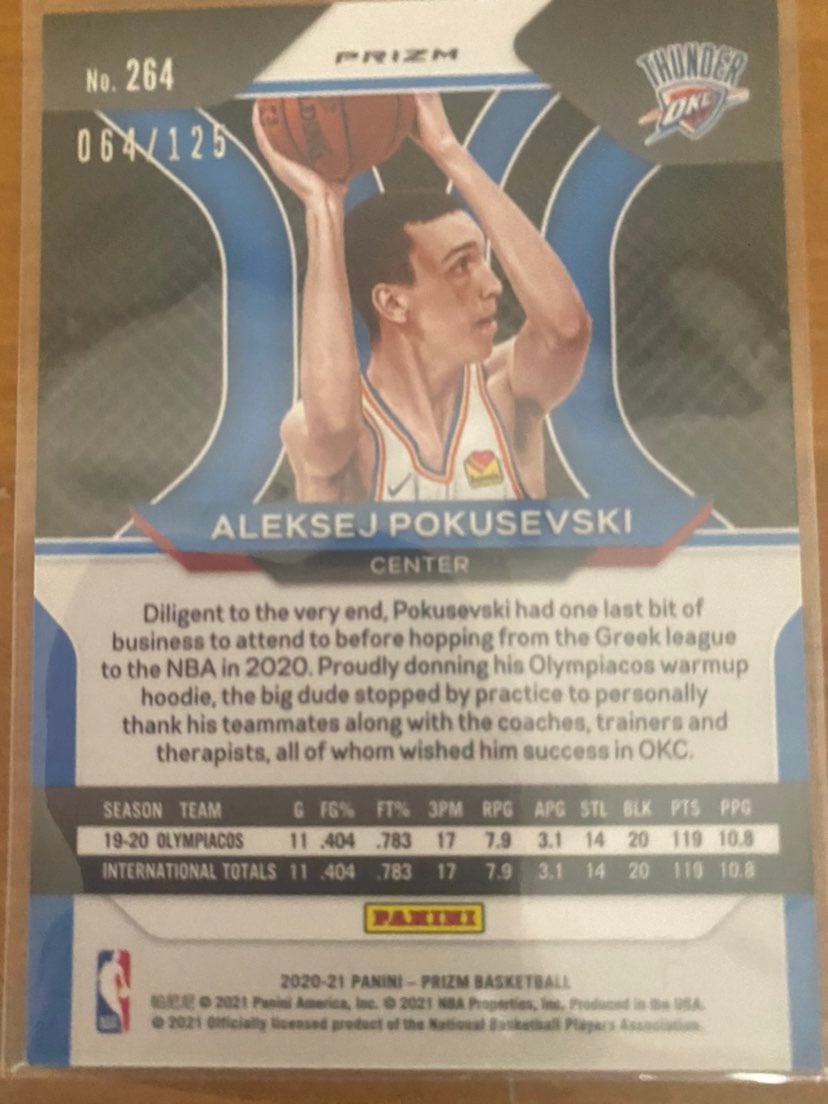 PRIZM
No. 264
THUNDER
OKC
064/125
ALEKSEJ POKUSEVSKI
CENTER
Diligent to the very end, Pokusevski had one last bit of
business to attend to before hopping from the Greek league
to the NBA in 2020. Proudly donning his Olympiacos warmup
hoodie, the big dude stopped by practice to personally
thank his teammates along with the coaches, trainers and
therapists, all of whom wished him success in OKC.
SEASON TEAM G FG% FT% 3PM RPG APG STL BLK PTS PPG
19-20 OLYMPIACOS 11 .404 .783 17 7.9 3.1 14 20 119 10.8
INTERNATIONAL TOTALS 11 .404 .783 17 7.9 3.1 14 20 119 10.8
PANINI
2020-21 PANINI – PRIZM BASKETBALL
© 2021 Panini America, Inc. © 2021 NBA Properties, Inc. Produced in the USA.
© 2021 Officially licensed product of the National Basketball Players Association.